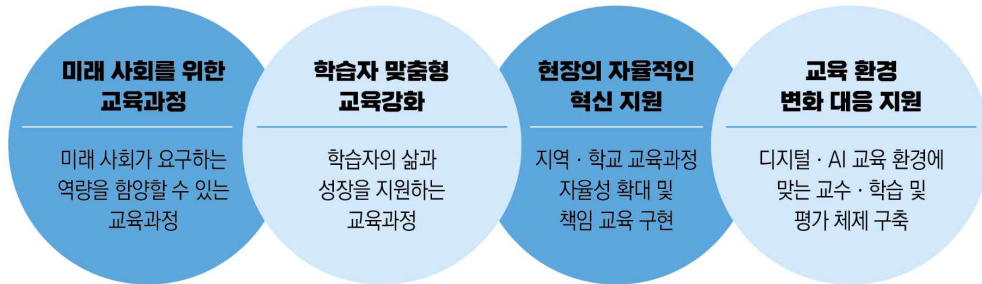 미래 사회를 위한
교육과정
미래 사회가 요구하는
역량을 함양할 수 있는
교육과정
학습자 맞춤형
교육강화
학습자의 삶과
성장을 지원하는
교육과정
현장의 자율적인
혁신 지원
지역 · 학교 교육과정
자율성 확대 및
책임 교육 구현
교육 환경
변화 대응 지원
디지털 · AI 교육 환경에
맞는 교수 · 학습 및
평가 체제 구축